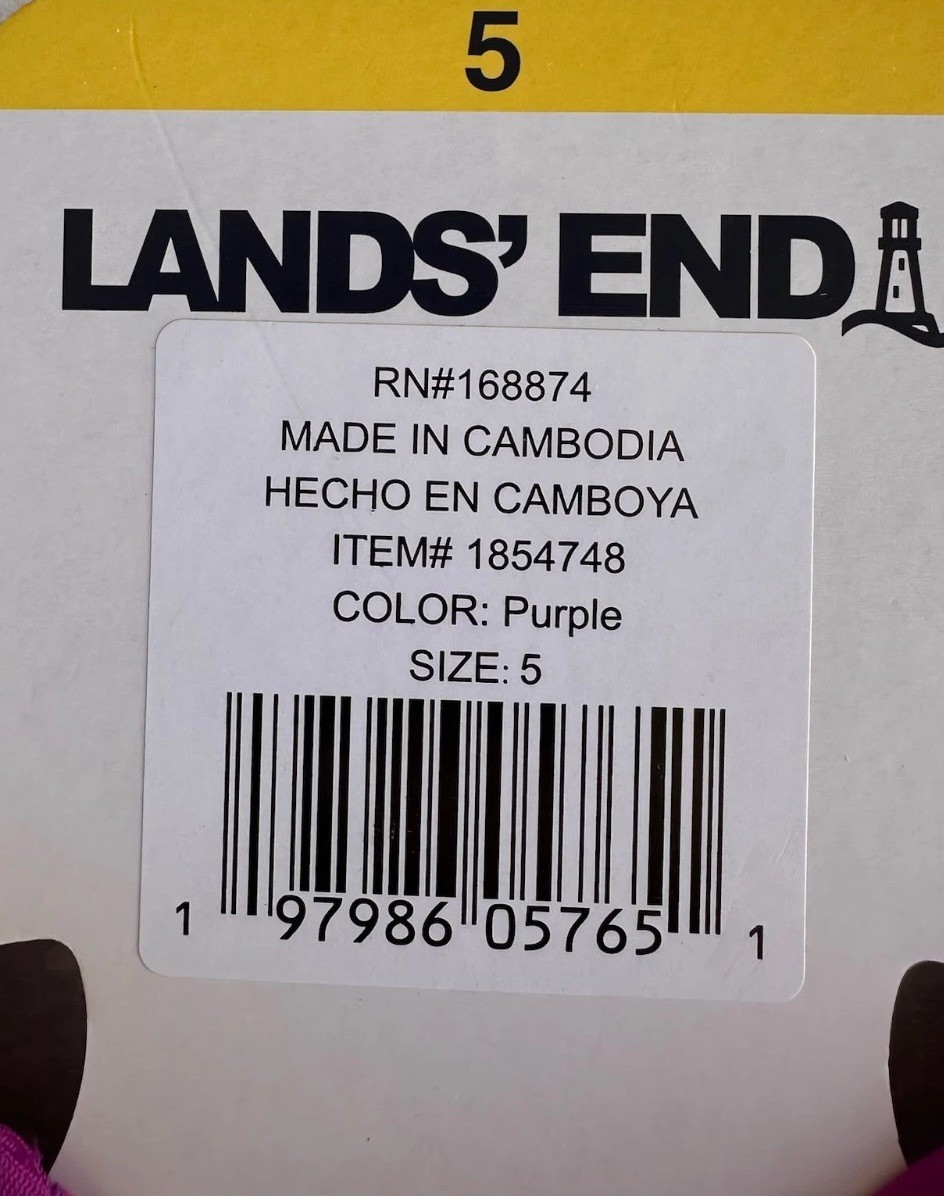 5
LANDS' END
RN#168874
MADE IN CAMBODIA
HECHO EN CAMBOYA
ITEM# 1854748
COLOR: Purple
SIZE: 5
1 97986 05765 1